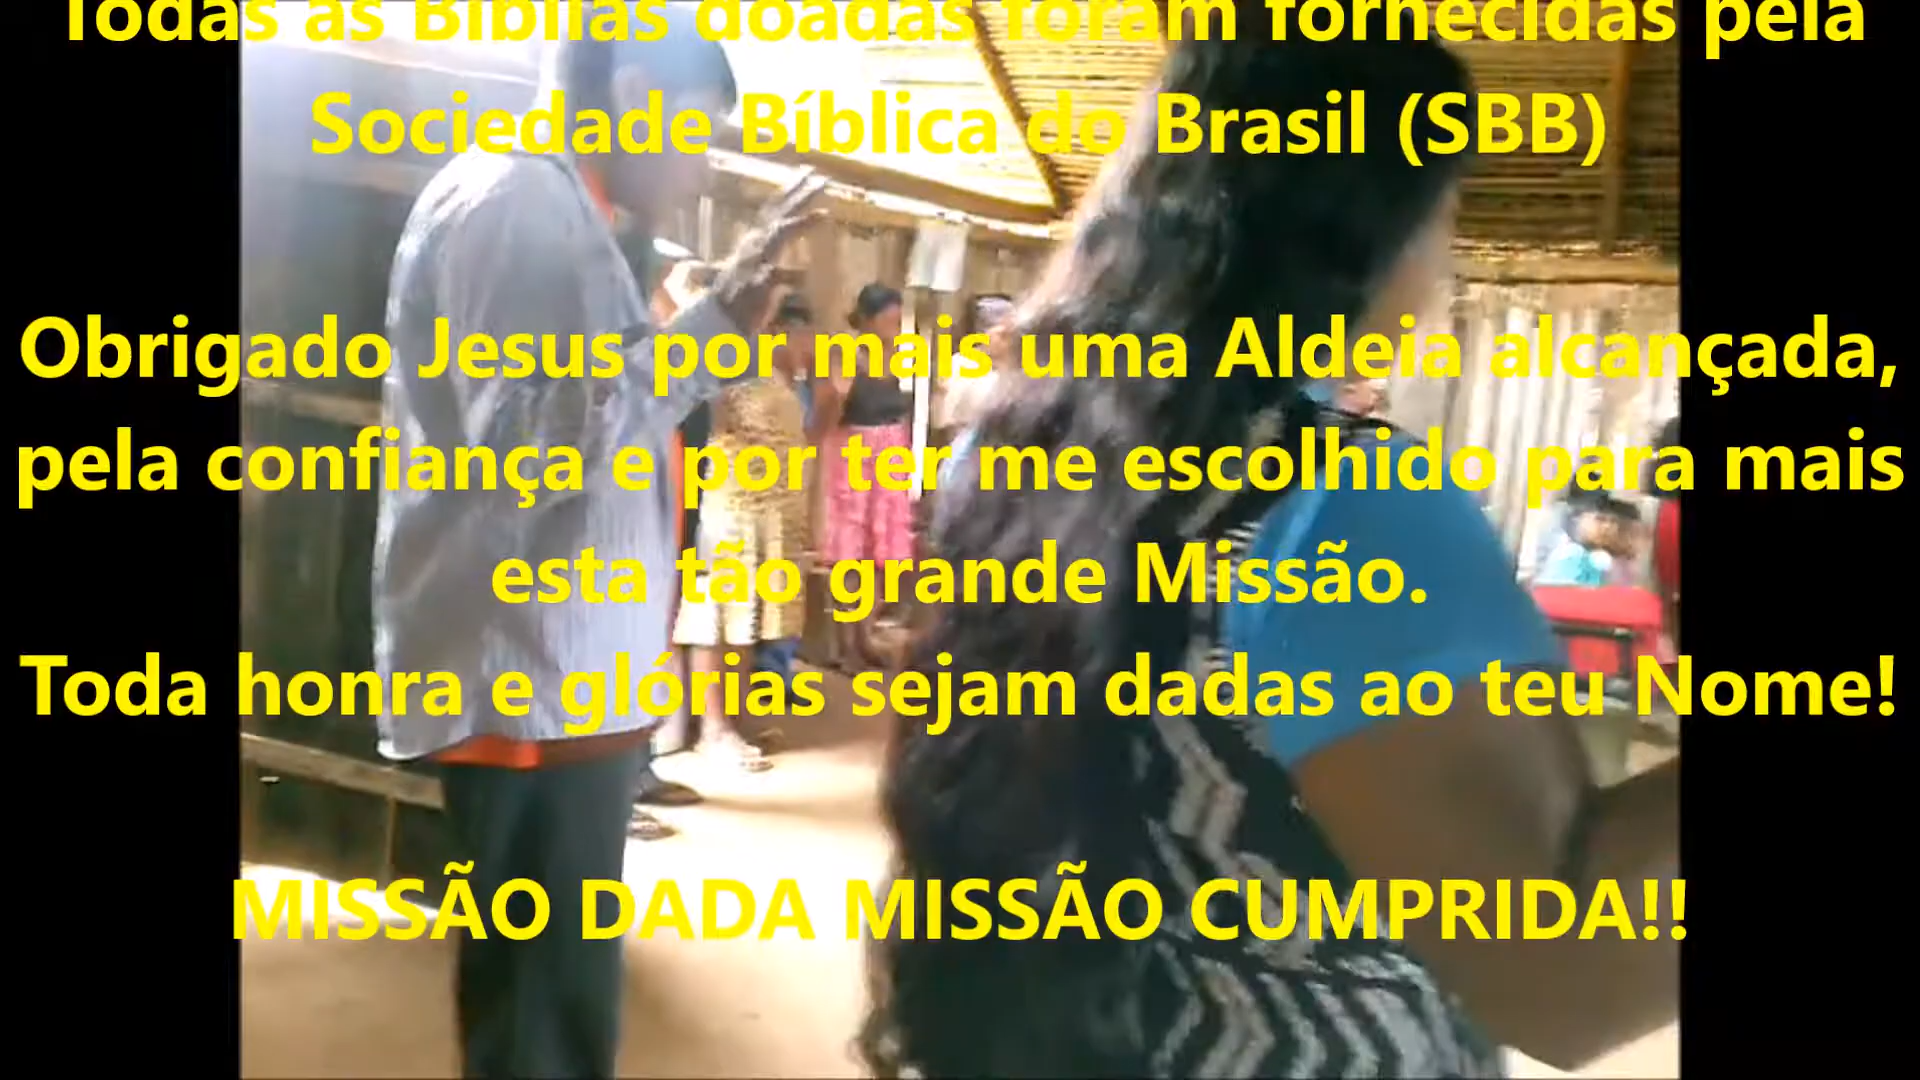 Todas as Bíblias doadas foram fornecidas pela
Sociedade Bíblica do Brasil (SBB)
Obrigado Jesus por mais uma Aldeia alcançada,
pela confiança e por ter me escolhido para mais
esta tão grande Missão.
Toda honra e glórias sejam dadas ao teu Nome!
MISSÃO DADA MISSÃO CUMPRIDA!!